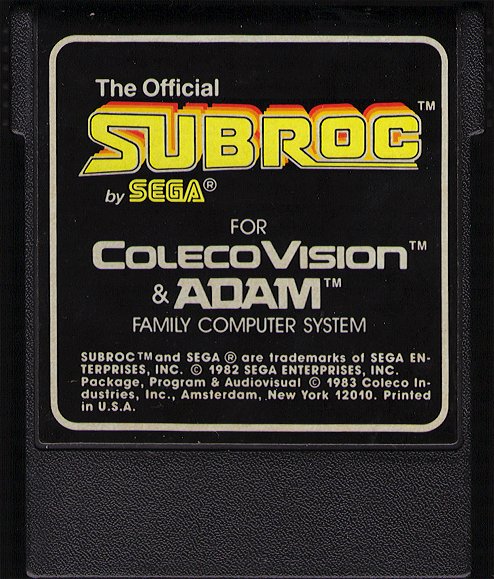 The Official
SUBROC™
by SEGA®
FOR
COLECOVISION™
& ADAM™
FAMILY COMPUTER SYSTEM
SUBROC™ and SEGA ® are trademarks of SEGA EN-
TERPRISES, INC. © 1982 SEGA ENTERPRISES, INC.
Package, Program & Audiovisual © 1983 Coleco In-
dustries, Inc., Amsterdam, New York 12010. Printed
in U.S.A.